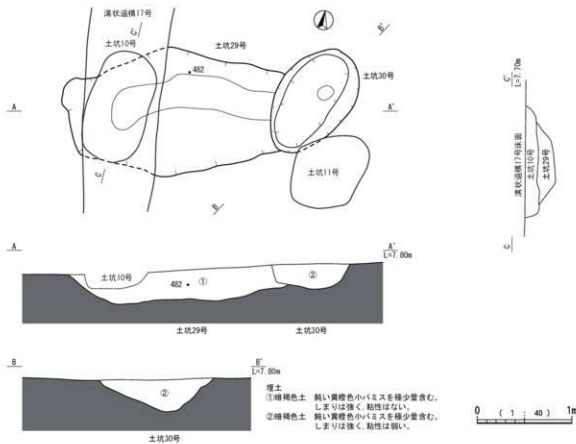 溝状遺構17号
土坑10号
C'
土坑29号
482
B'
土坑30号
A
A'
C
土坑11号
B
C'
L=7.70m
溝状遺構17号床面
土坑10号
土坑29号
C
A
A'
L=7.80m
土坑10号
482
①
②
土坑29号
土坑30号
B
B'
L=7.80m
②
土坑30号
埋土
①暗褐色土 鈍い黄橙色小パミスを極少量含む。
しまりは強く、粘性はない。
②暗褐色土 鈍い黄橙色小パミスを極少量含む。
しまりは強く、粘性は弱い。
0 (1:40) 1m